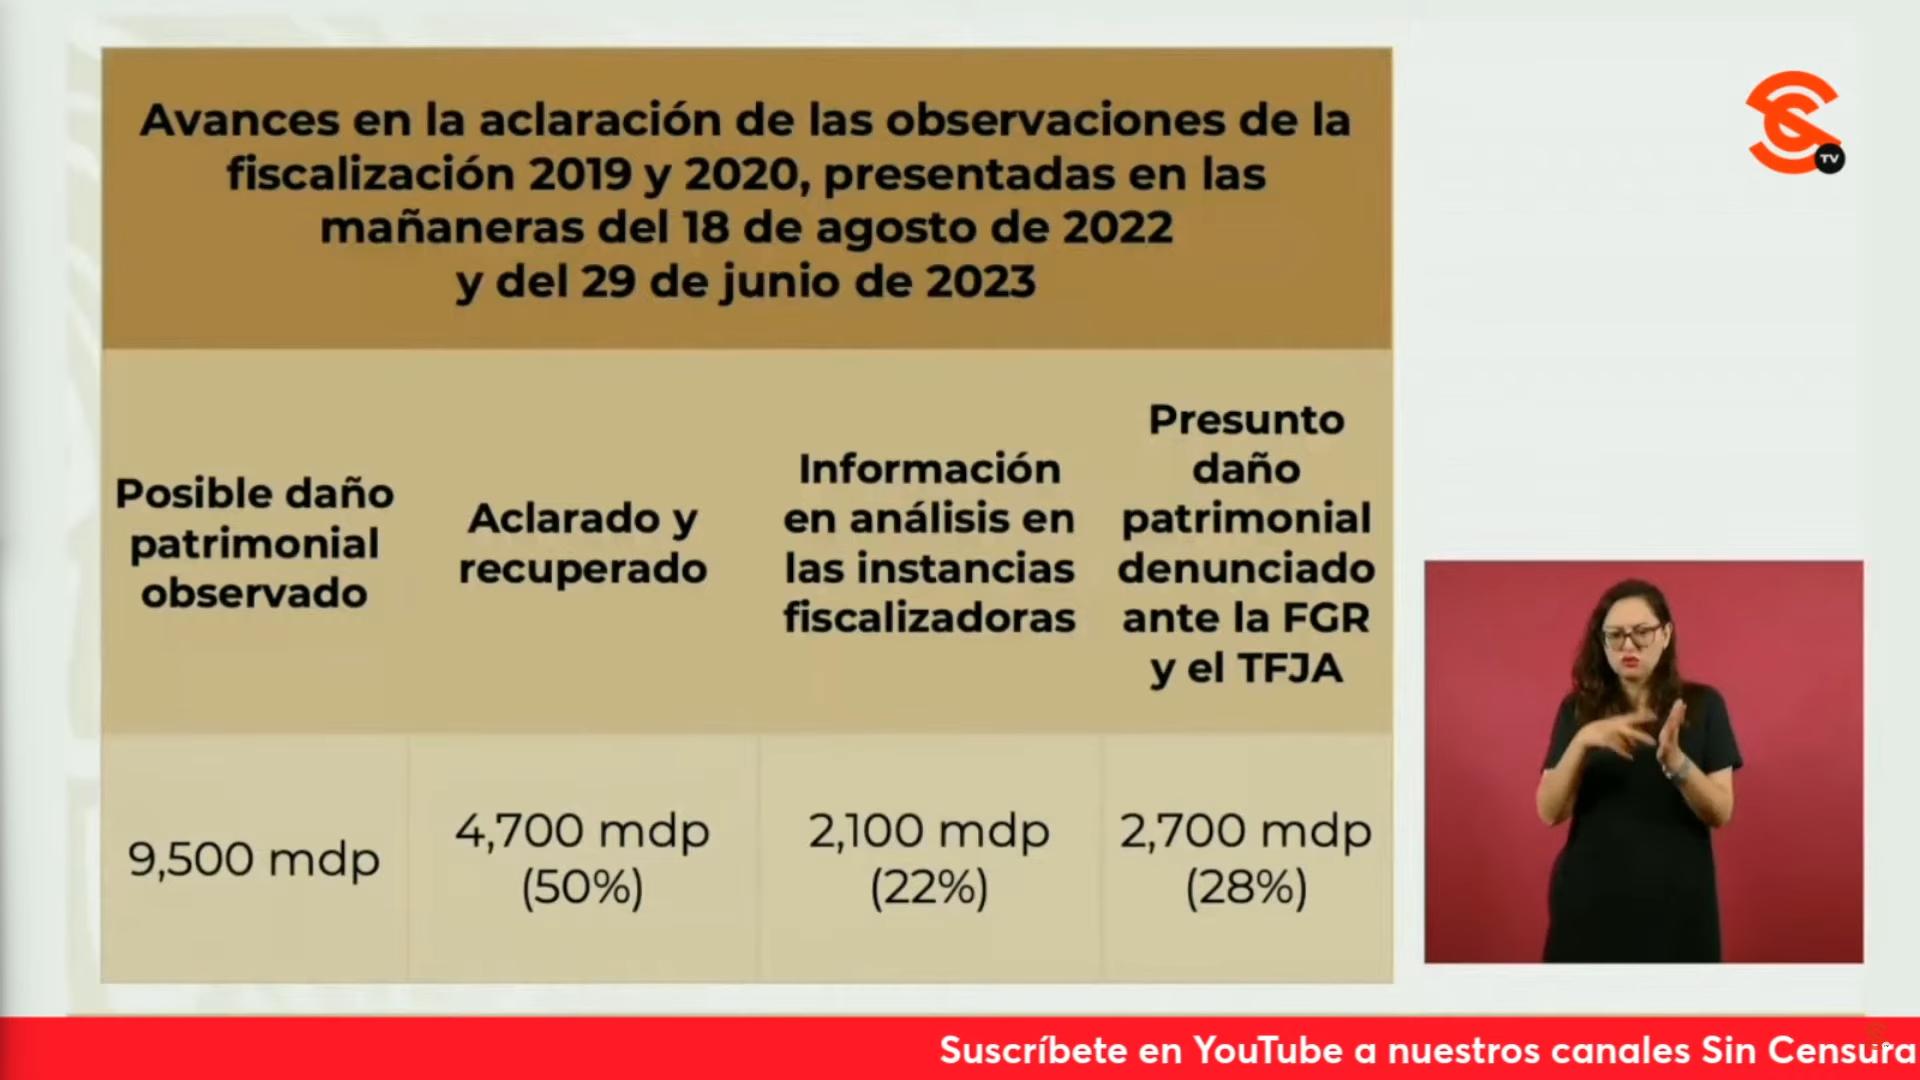 Avances en la aclaración de las observaciones de la
fiscalización 2019 y 2020, presentadas en las
mañaneras del 18 de agosto de 2022
y del 29 de junio de 2023
Posible daño
patrimonial
observado
Aclarado y
recuperado
Información
en análisis en
las instancias
fiscalizadoras
Presunto
daño
patrimonial
denunciado
ante la FGR
y el TFJA
9,500 mdp
4,700 mdp
(50%)
2,100 mdp
(22%)
2,700 mdp
(28%)
TV
Suscríbete en YouTube a nuestros canales Sin Censura